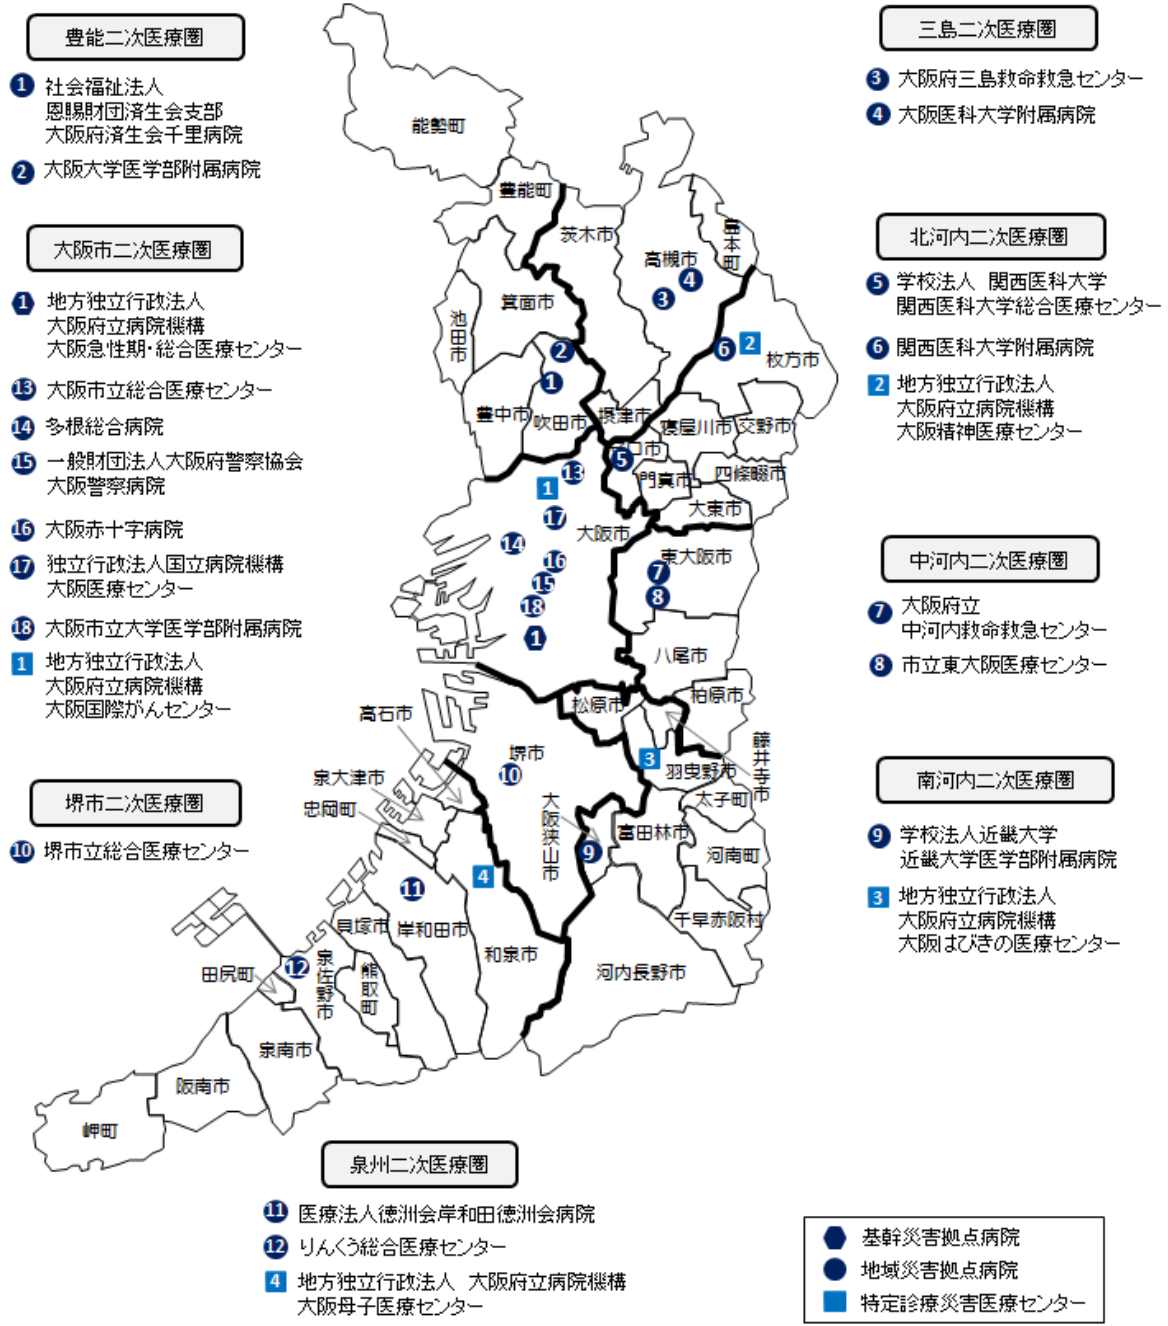 豊能二次医療圏
1 社会福祉法人
恩賜財団済生会支部
大阪府済生会千里病院
2 大阪大学医学部附属病院
大阪市二次医療圏
1 地方独立行政法人
大阪府立病院機構
大阪急性期・総合医療センター
13 大阪市立総合医療センター
14 多根総合病院
15 一般財団法人大阪府警察協会
大阪警察病院
16 大阪赤十字病院
17 独立行政法人国立病院機構
大阪医療センター
18 大阪市立大学医学部附属病院
1 地方独立行政法人
大阪府立病院機構
大阪国際がんセンター
堺市二次医療圏
10 堺市立総合医療センター
三島二次医療圏
3 大阪府三島救命救急センター
4 大阪医科大学附属病院
北河内二次医療圏
5 学校法人 関西医科大学
関西医科大学総合医療センター
6 関西医科大学附属病院
2 地方独立行政法人
大阪府立病院機構
大阪精神医療センター
中河内二次医療圏
7 大阪府立
中河内救命救急センター
8 市立東大阪医療センター
南河内二次医療圏
9 学校法人近畿大学
近畿大学医学部附属病院
3 地方独立行政法人
大阪府立病院機構
大阪はびきの医療センター
能勢町
豊能町
茨木市
高槻市
島本町
4
3
箕面市
池田市
2
1
6
2
枚方市
豊中市
吹田市
摂津市
寝屋川市
交野市
口市
5
門真市
四條畷市
大東市
13
1
17
大阪市
14
16
15
18
1
東大阪市
7
8
八尾市
柏原市
松原市
藤井寺市
高石市
堺市
10
3
羽曳野市
泉大津市
太子町
忠岡町
大阪狭山市
富田林市
9
河南町
4
11
千早赤阪村
貝塚市
岸和田市
和泉市
河内長野市
12
田尻町
泉佐野市
熊取町
泉南市
阪南市
岬町
泉州二次医療圏
11 医療法人徳洲会岸和田徳洲会病院
12 りんくう総合医療センター
4 地方独立行政法人 大阪府立病院機構
大阪母子医療センター
基幹災害拠点病院
地域災害拠点病院
特定診療災害医療センター